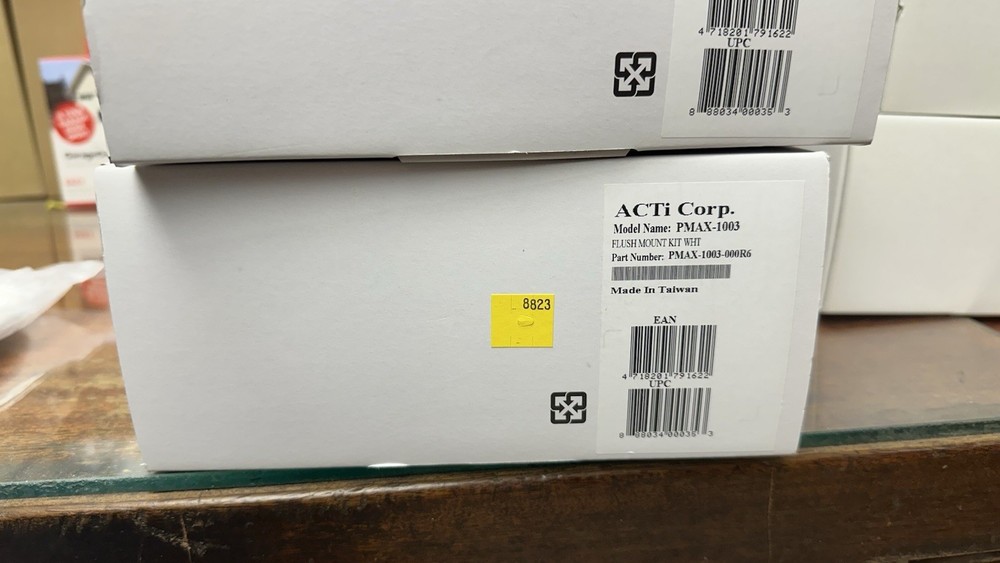 4 718201 791622
UPC
8 88034 00035 3
ACTi Corp.
Model Name: PMAX-1003
FLUSH MOUNT KIT WHT
Part Number: PMAX-1003-000R6
Made In Taiwan
8823
EAN
4 718201 791622
UPC
8 88034 00035 3